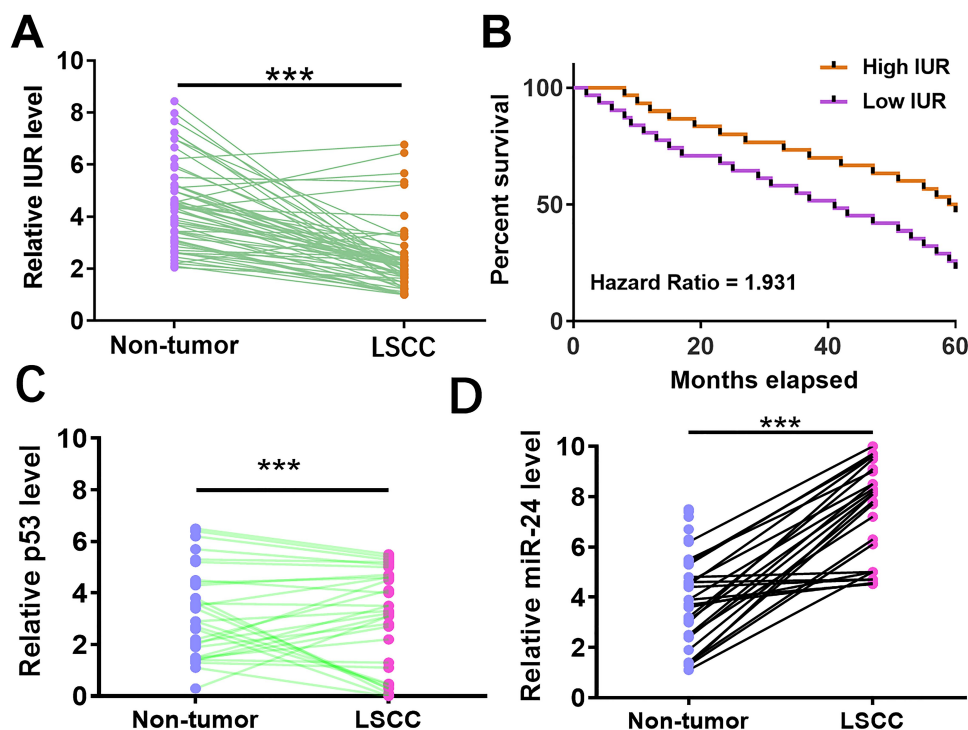 A
Relative IUR level
10
8
6
4
2
0
***
Non-tumor
LSCC
B
Percent survival
100
50
0
High IUR
Low IUR
Hazard Ratio = 1.931
0
20
40
60
Months elapsed
C
Relative p53 level
10
8
6
4
2
0
***
Non-tumor
LSCC
D
Relative miR-24 level
10
8
6
4
2
0
***
Non-tumor
LSCC